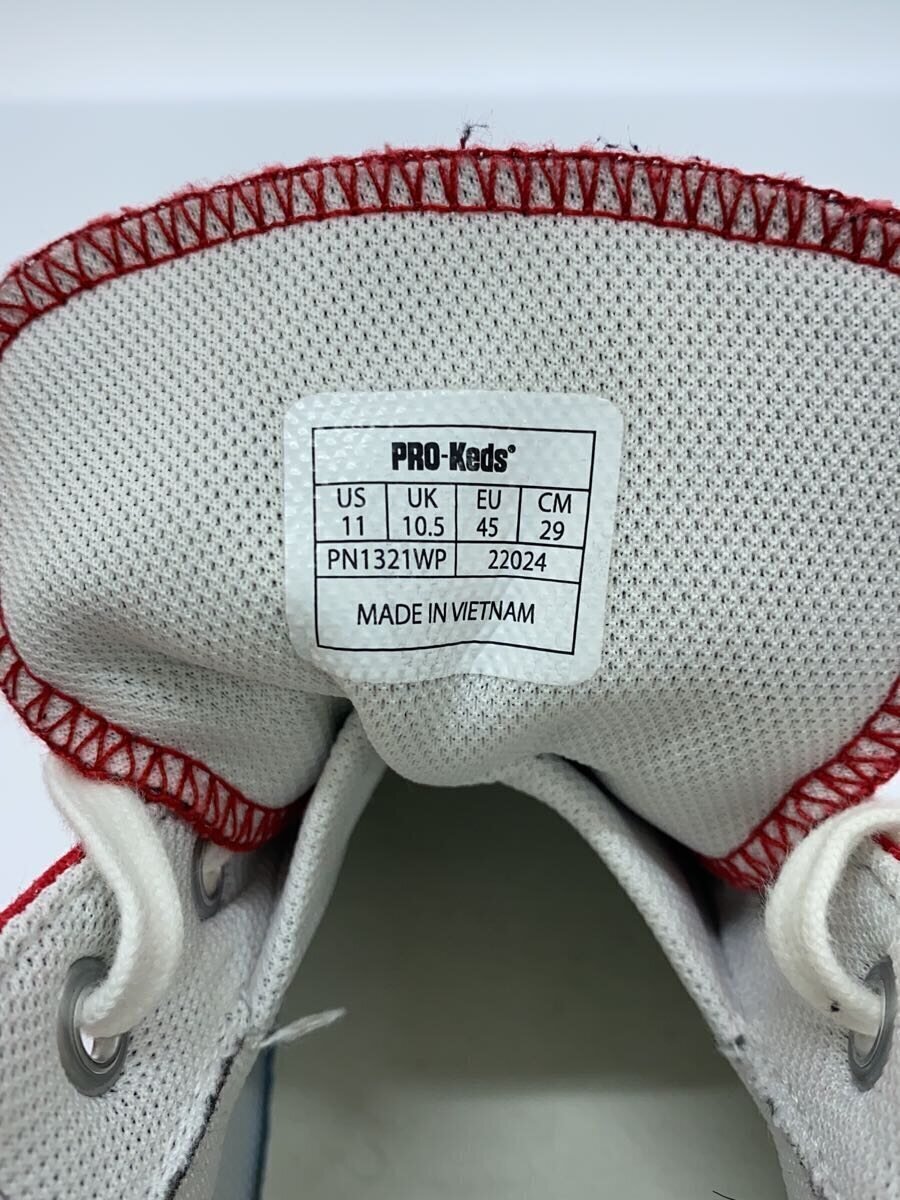 PRO-Keds®
US UK EU CM
11 10.5 45 29
PN1321WP 22024
MADE IN VIETNAM